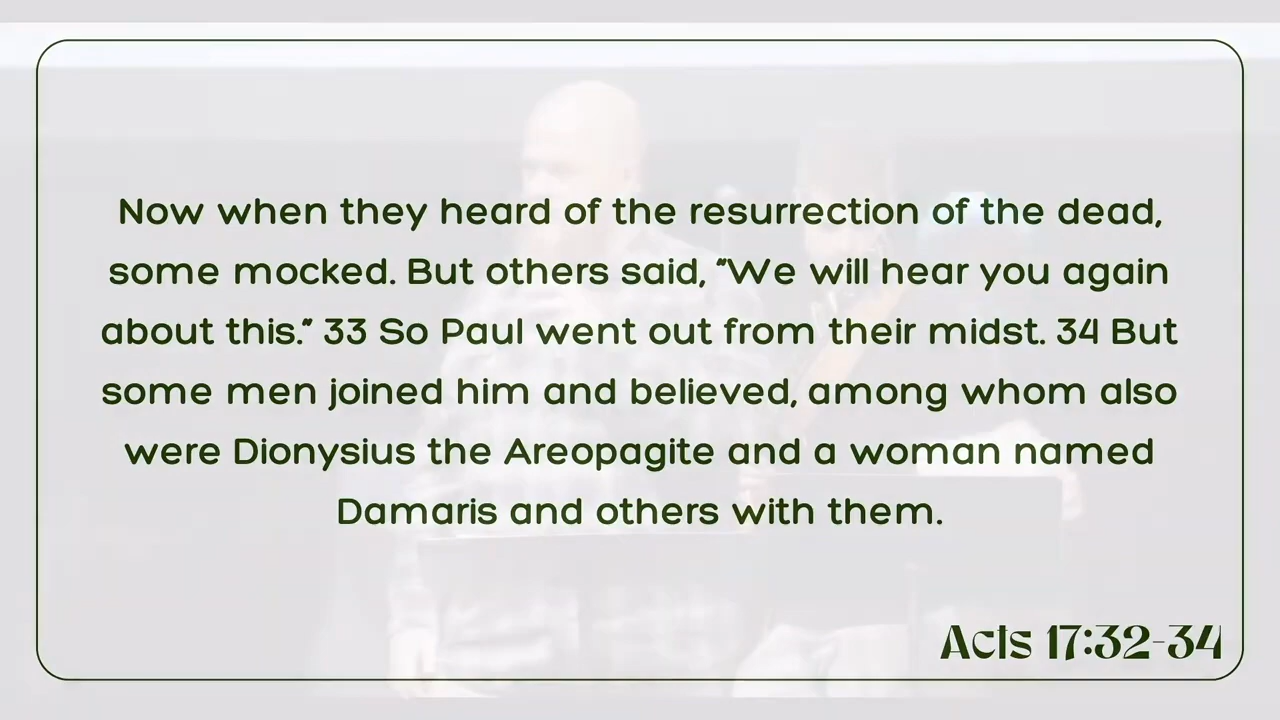 Now when they heard of the resurrection of the dead,
some mocked. But others said, “We will hear you again
about this.” 33 So Paul went out from their midst. 34 But
some men joined him and believed, among whom also
were Dionysius the Areopagite and a woman named
Damaris and others with them.
Acts 17:32-34